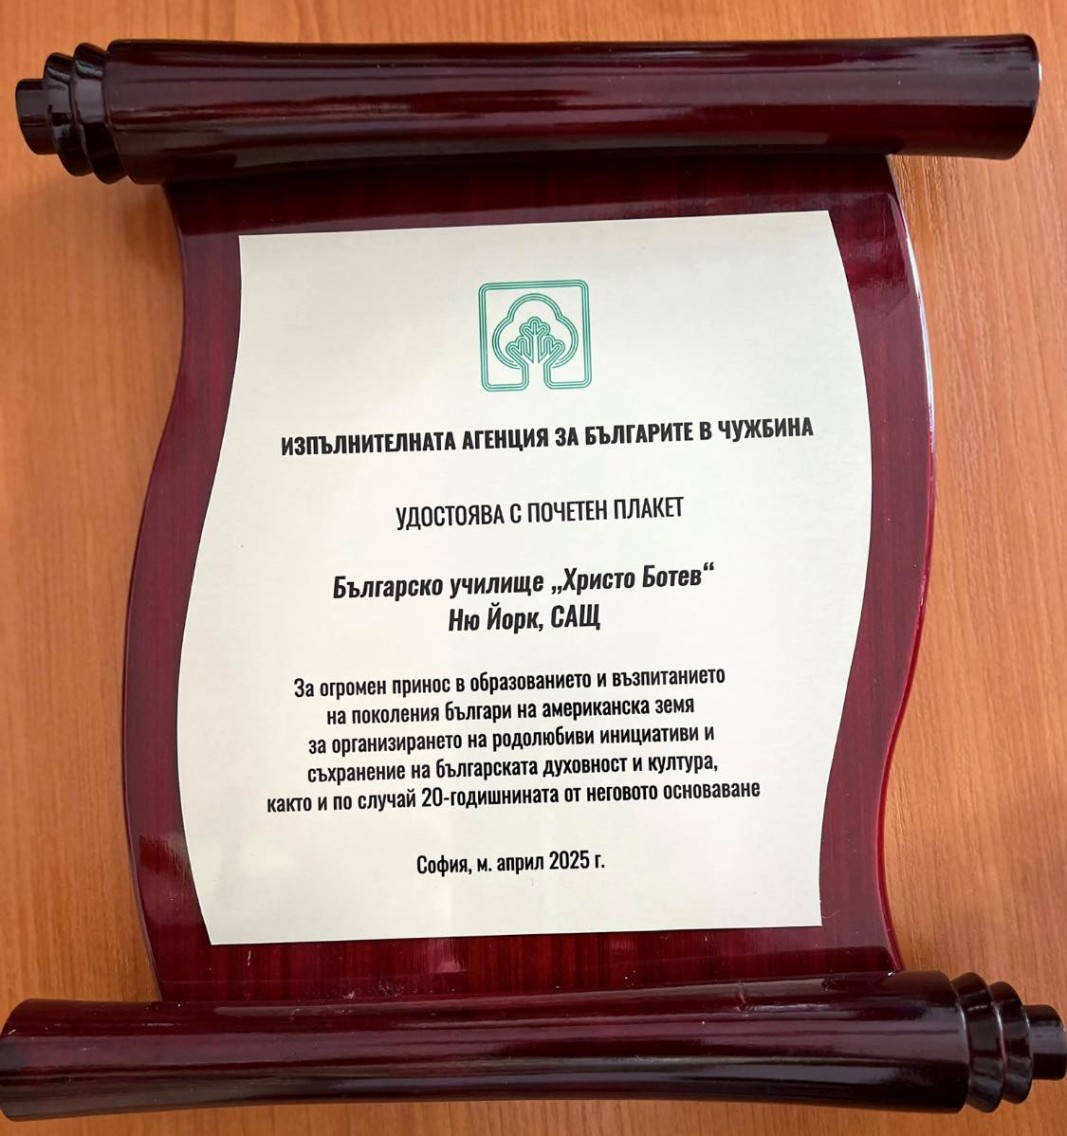 ИЗПЪЛНИТЕЛНАТА АГЕНЦИЯ ЗА БЪЛГАРИТЕ В ЧУЖБИНА
УДОСТОЯВА С ПОЧЕТЕН ПЛАКЕТ
Българско училище „Христо Ботев“
Ню Йорк, САЩ
За огромен принос в образованието и възпитанието
на поколения българи на американска земя
за организирането на родолюбиви инициативи и
съхранение на българската духовност и култура,
както и по случай 20-годишнината от неговото основаване
София, м. април 2025 г.